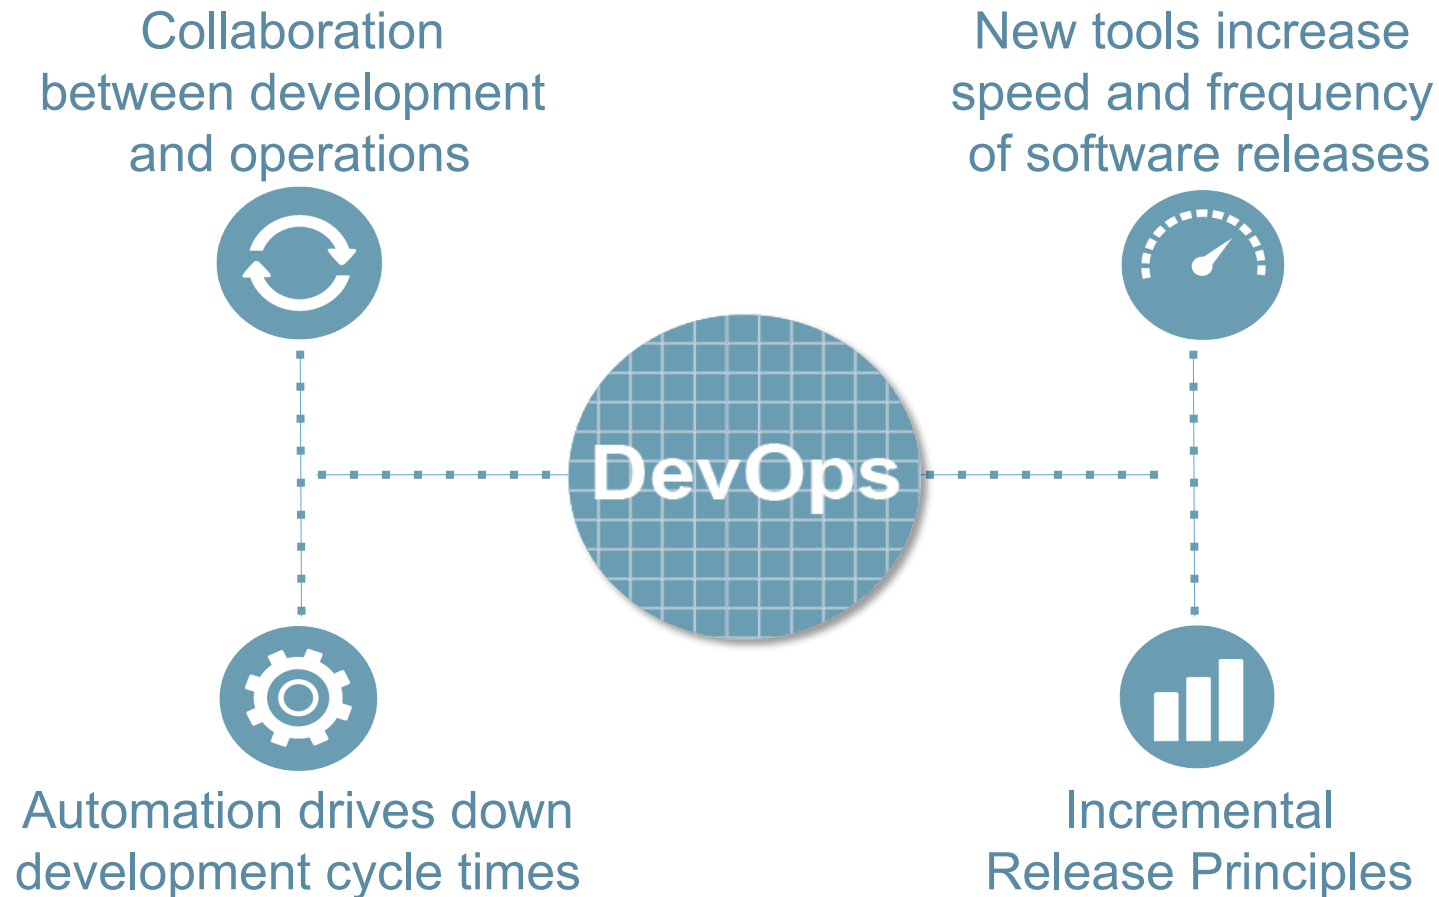 Collaboration
between development
and operations
New tools increase
speed and frequency
of software releases
DevOps
Automation drives down
development cycle times
Incremental
Release Principles